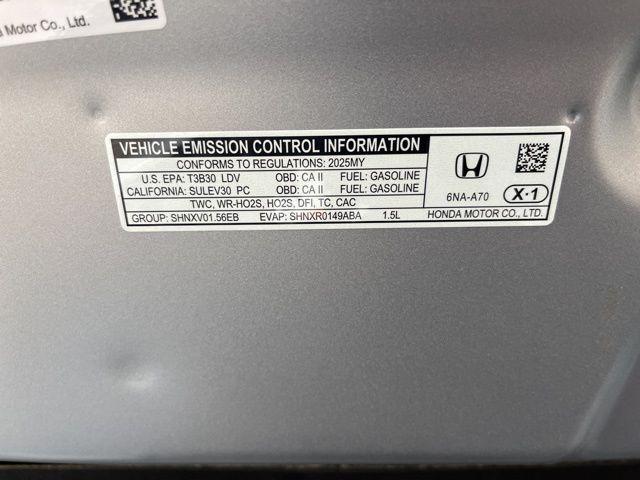 Motor Co., Ltd.
VEHICLE EMISSION CONTROL INFORMATION
CONFORMS TO REGULATIONS: 2025MY
U.S. EPA: T3B30 LDV OBD: CA II FUEL: GASOLINE
CALIFORNIA: SULEV30 PC OBD: CA II FUEL: GASOLINE
TWC, WR-HO2S, HO2S, DFI, TC, CAC
GROUP: SHNXV01.56EB EVAP: SHNXR0149ABA 1.5L
6NA-A70 X·1
HONDA MOTOR CO., LTD.